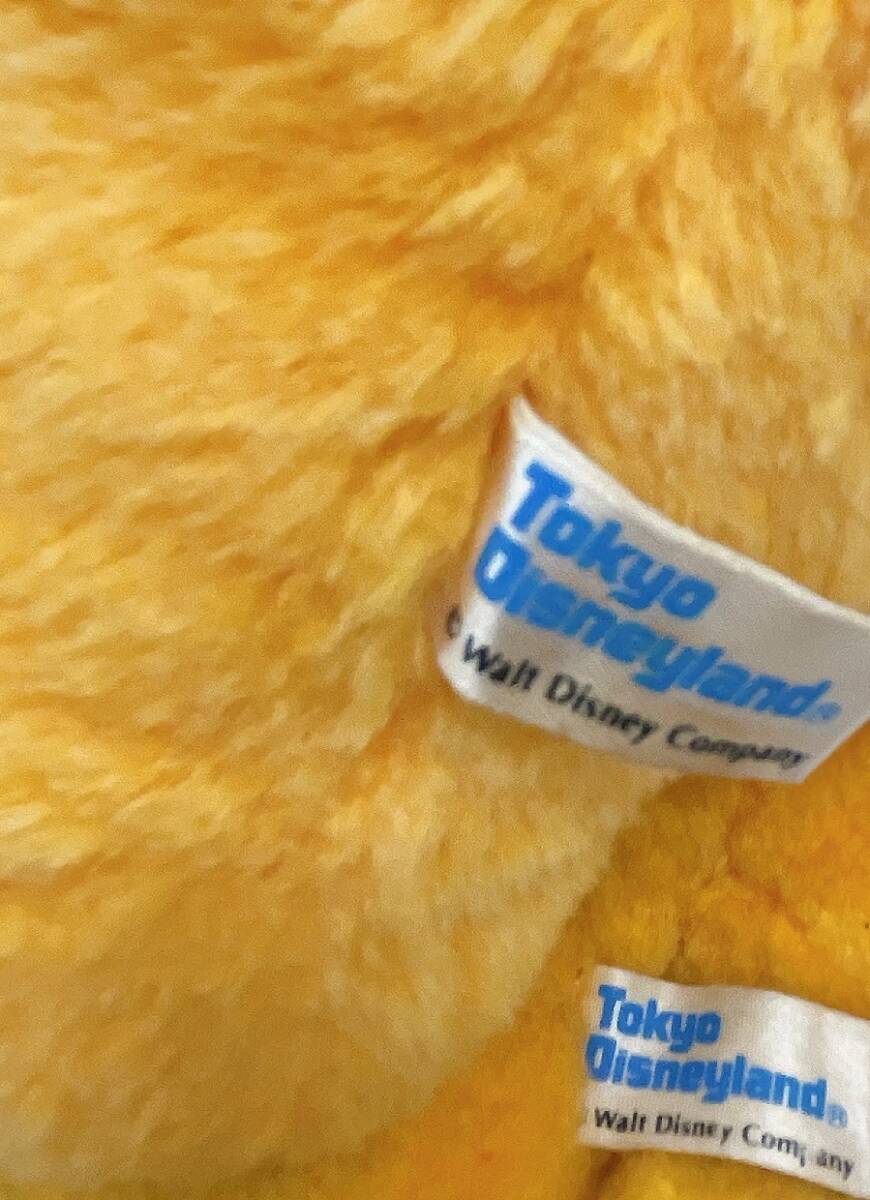 Tokyo
Disneyland®
© Walt Disney Company
Tokyo
Disneyland®
Walt Disney Company